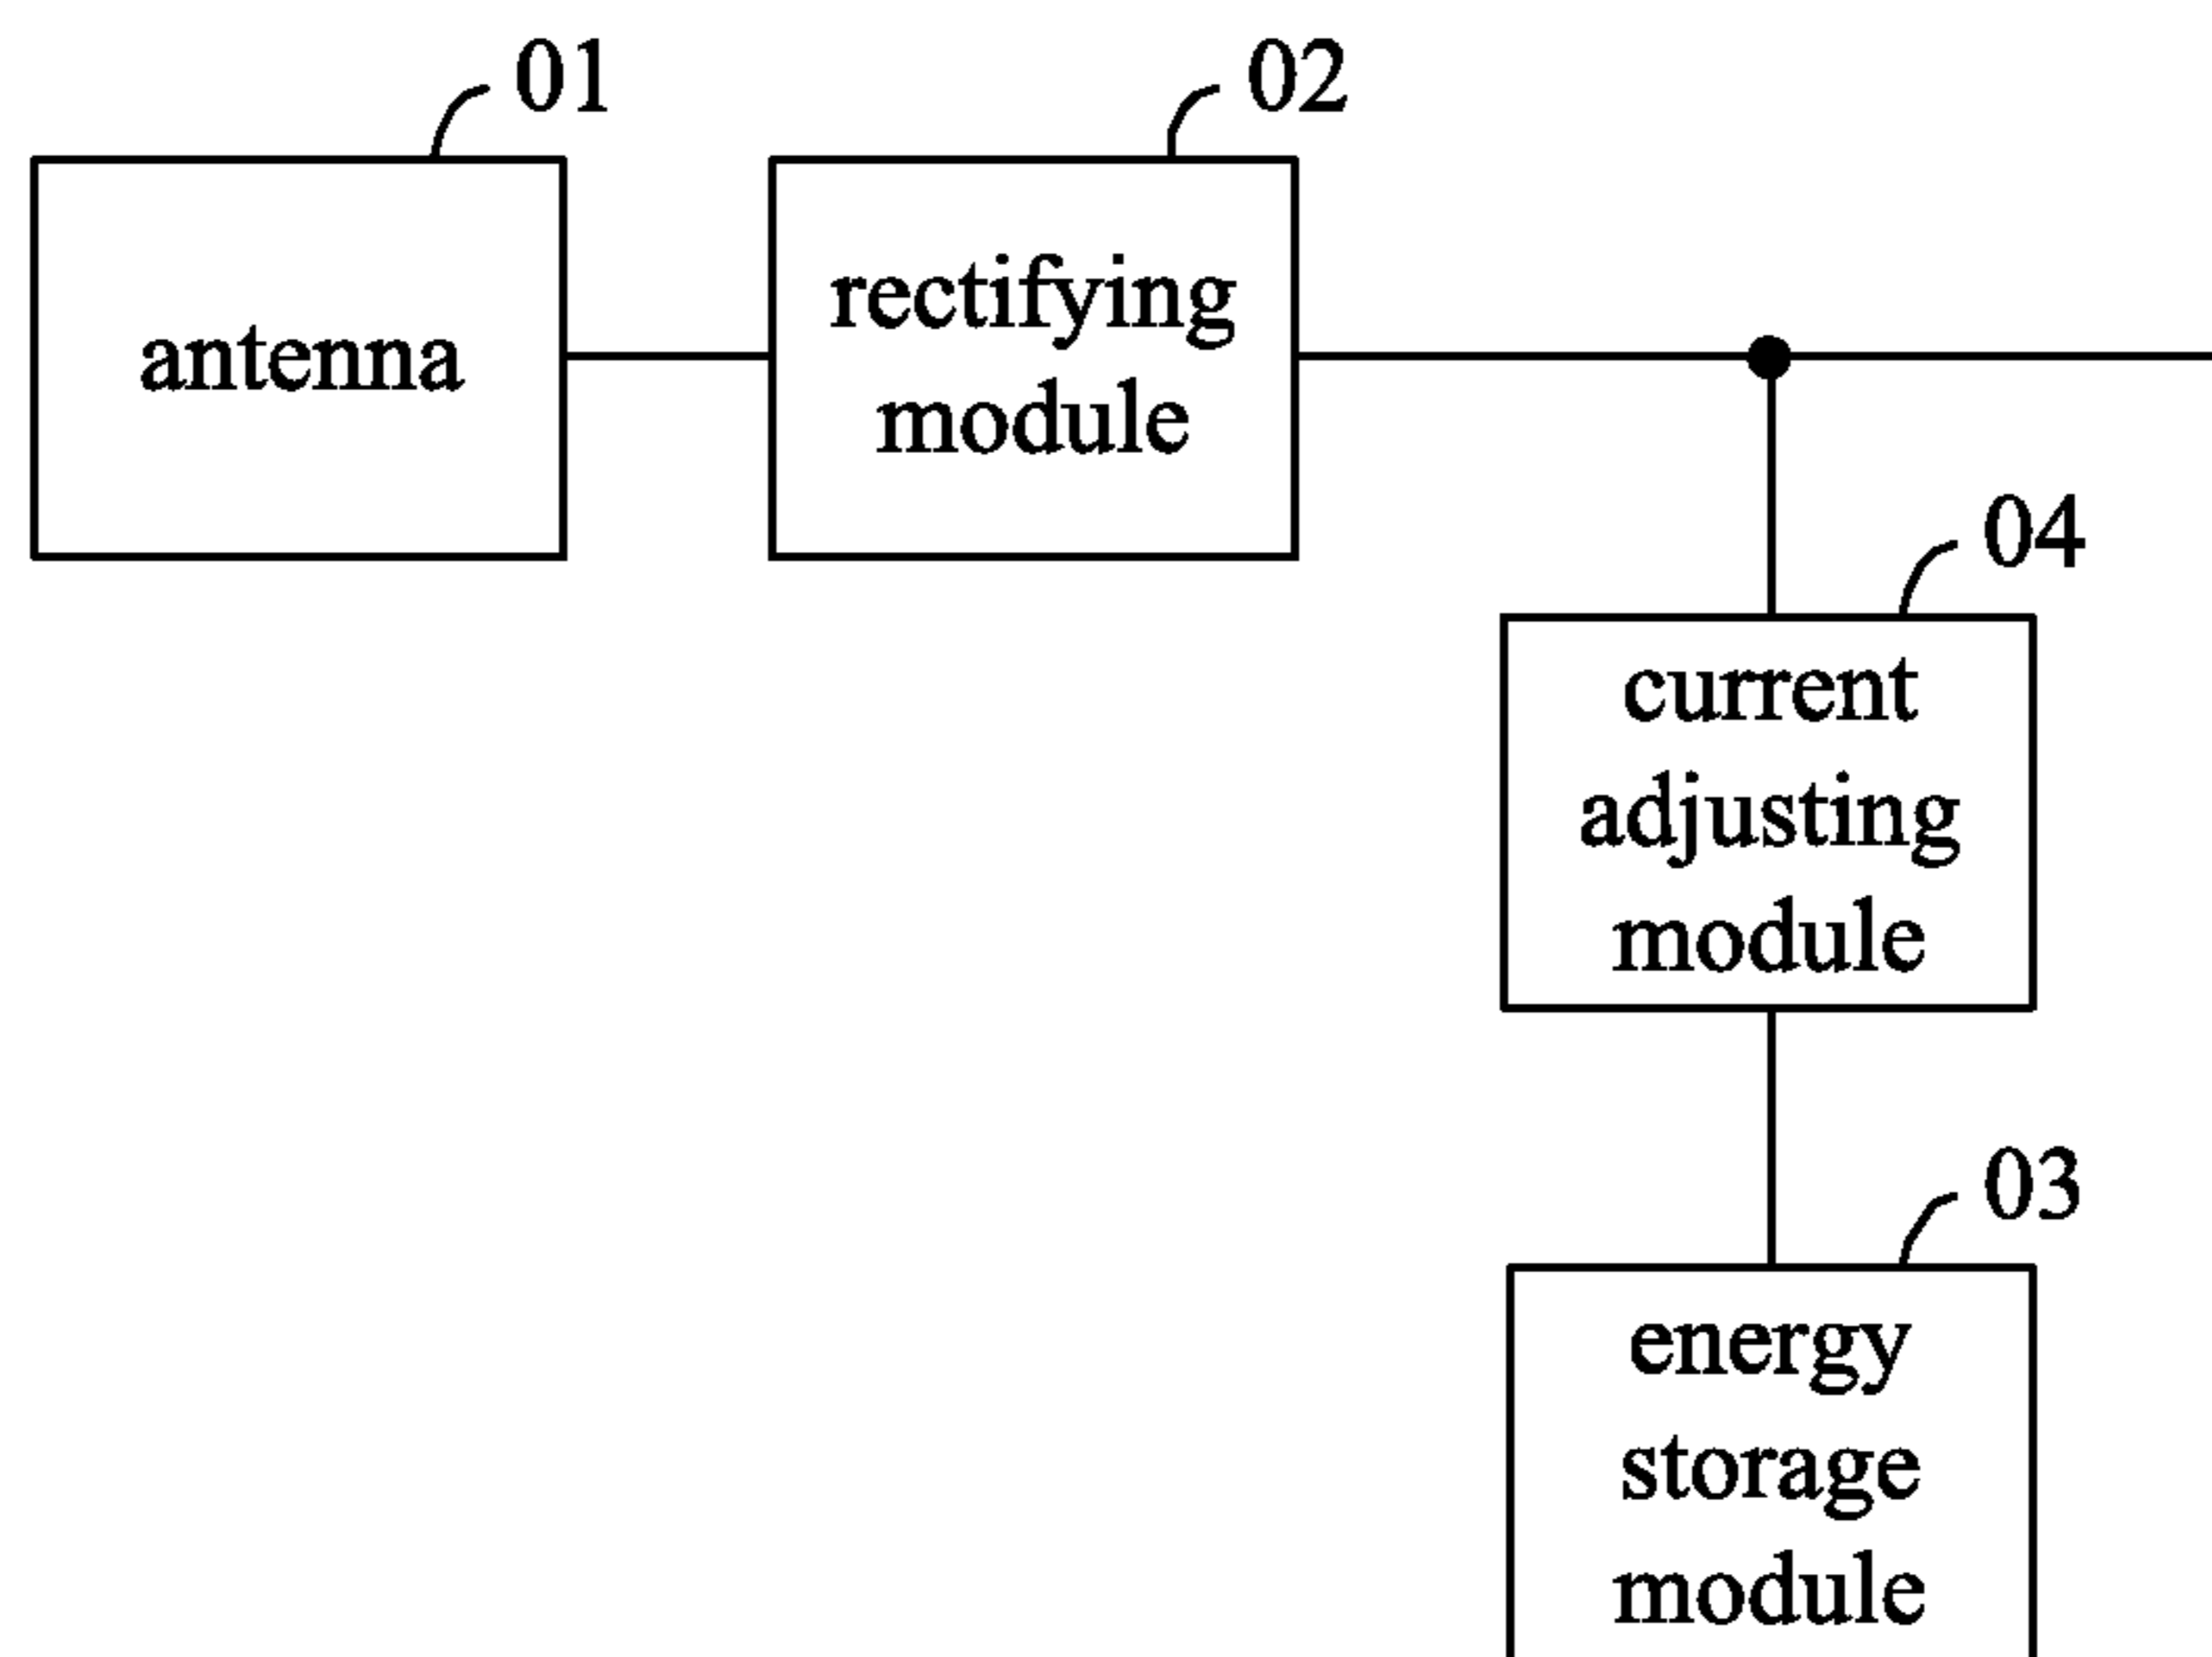 01
02
antenna
rectifying
module
04
current
adjusting
module
03
energy
storage
module